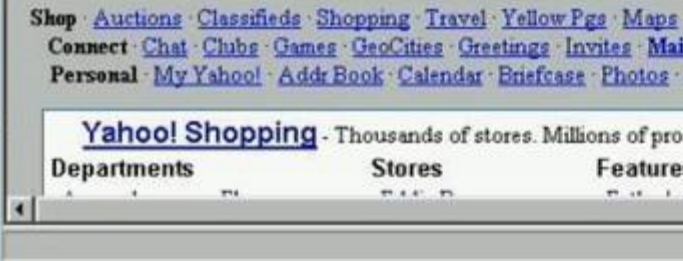 Shop · Auctions · Classifieds · Shopping · Travel · Yellow Pgs · Maps
Connect · Chat · Clubs · Games · GeoCities · Greetings · Invites ·
Personal · My Yahoo! · Addr Book · Calendar · Briefcase · Photos ·
Yahoo! Shopping - Thousands of stores. Millions of
Departments Stores